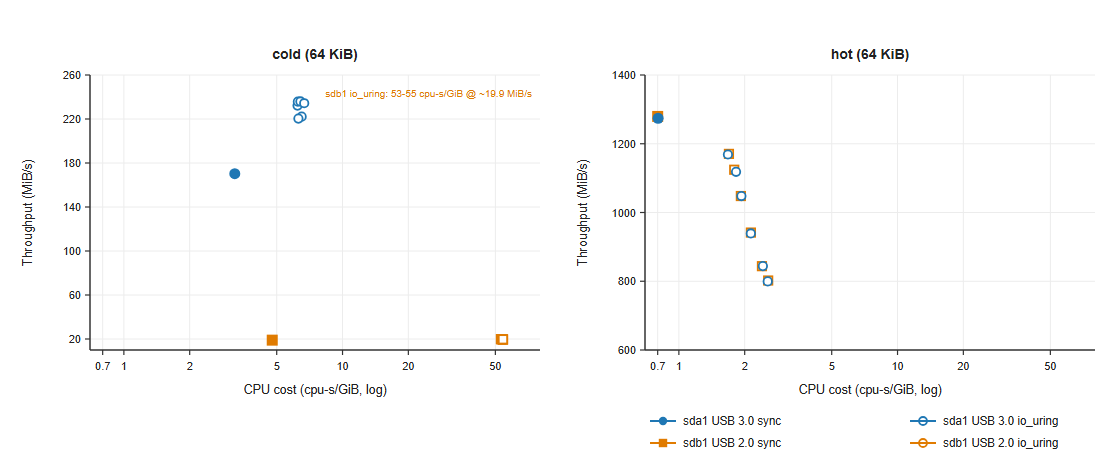 cold (64 KiB)
260
220
180
140
100
60
20
Throughput (MiB/s)
sdb1 io_uring: 53-55 cpu-s/GiB @ ~19.9 MiB/s
0.7 1 2 5 10 20 50
CPU cost (cpu-s/GiB, log)
hot (64 KiB)
1400
1200
1000
800
600
Throughput (MiB/s)
0.7 1 2 5 10 20 50
CPU cost (cpu-s/GiB, log)
sda1 USB 3.0 sync
sda1 USB 3.0 io_uring
sdb1 USB 2.0 sync
sdb1 USB 2.0 io_uring